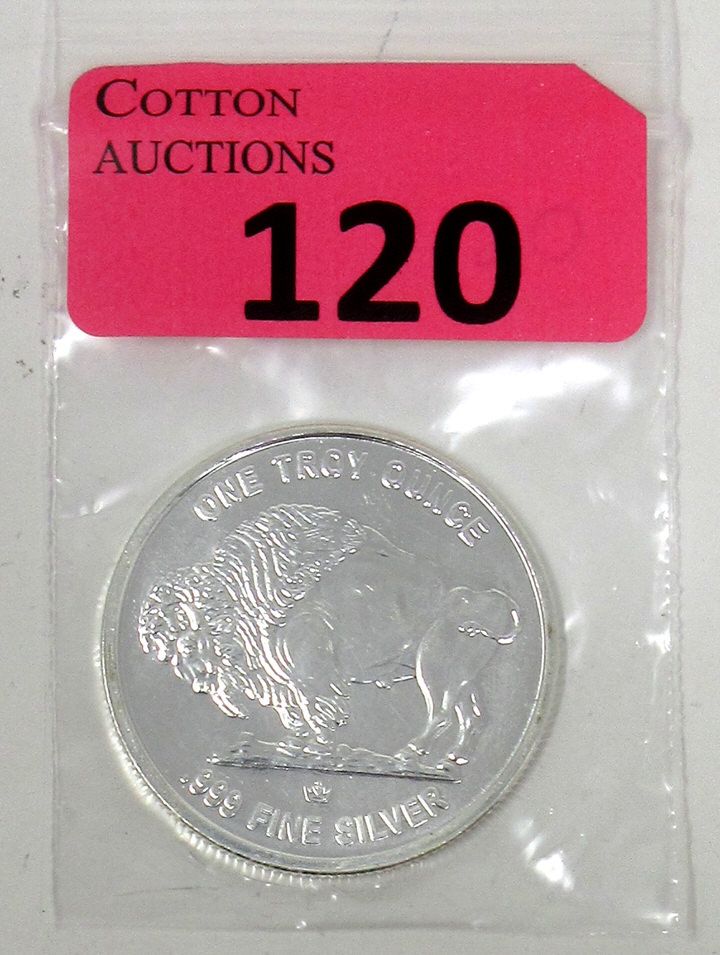 COTTON
AUCTIONS
120
ONE TROY OUNCE
.999 FINE SILVER